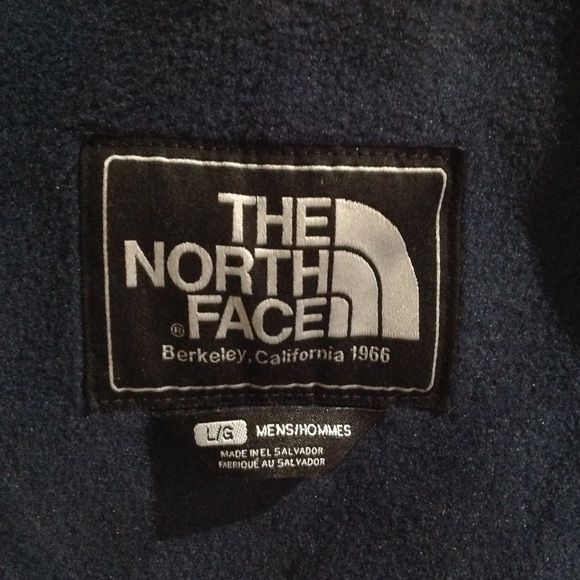 THE
NORTH
® FACE
Berkeley, California 1966
L/G MENS/HOMMES
MADE IN EL SALVADOR
FABRIQUÉ AU SALVADOR